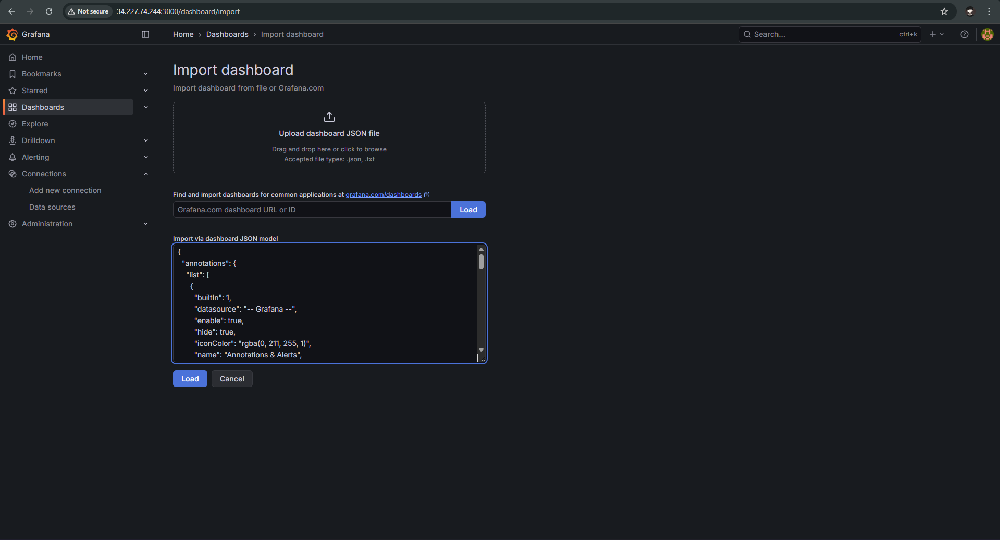 Not secure
34.227.74.244:3000/dashboard/import
Grafana
Home › Dashboards › Import dashboard
Search...
ctrl+k
Home
Bookmarks
Starred
Dashboards
Explore
Drilldown
Alerting
Connections
Add new connection
Data sources
Administration
Import dashboard
Import dashboard from file or Grafana.com
Upload dashboard JSON file
Drag and drop here or click to browse
Accepted file types: .json, .txt
Find and import dashboards for common applications at grafana.com/dashboards
Grafana.com dashboard URL or ID
Load
Import via dashboard JSON model
{
"annotations": {
"list": [
{
"builtIn": 1,
"datasource": "-- Grafana --",
"enable": true,
"hide": true,
"iconColor": "rgba(0, 211, 255, 1)",
"name": "Annotations & Alerts",
Load
Cancel